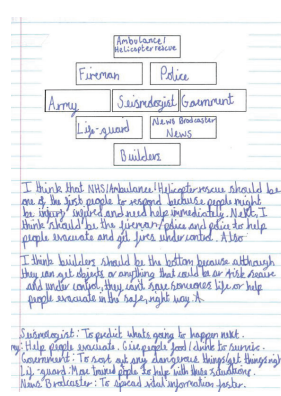 Ambulance/
Helicopter rescue
Fireman
Police
Army
Seismologist
Goernment
Life-guard
News Brodcaster
News
Builders
I think that NHS/Ambulance/Helicopter rescue should be
one of the first people to respond because people might
be injury injured and need help immediately. Next, I
think should be the fireman/police and police to help
people evacuate and get fires under control. Also
I think builders should be the bottom because although
they can get objects or anything that could be at risk secure
and under control, they can't save someones life or help
people evacuate in the safe, right way. A
Seismologist: To predict whats going to happen next.
my: Help people evacuate. Give people food/drink to survive.
Government: To sort out any dangerous things/get things right
Life-guard: More trained people to help with these situations.
News Brodcaster: To spread vital information faster.